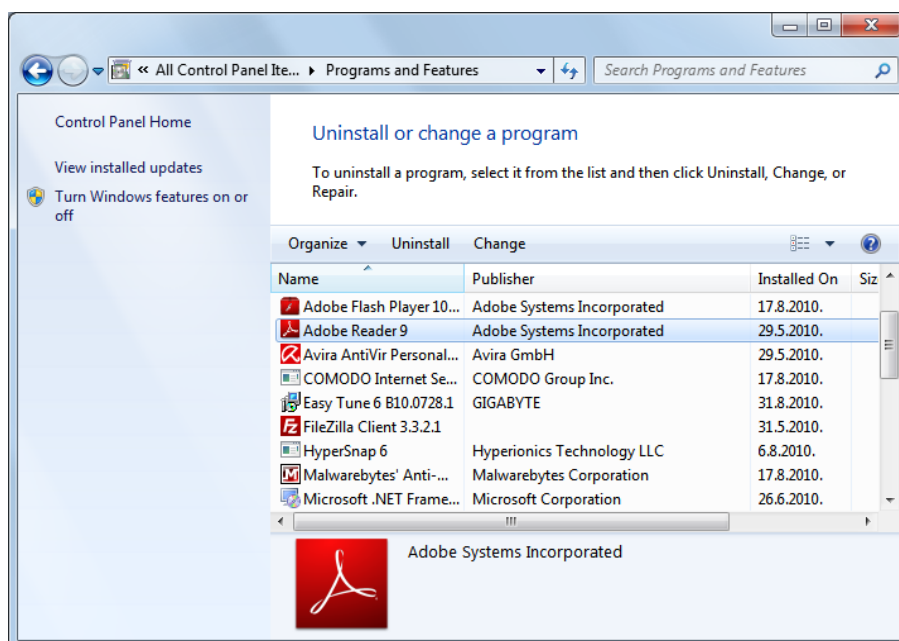 « All Control Panel Ite... ▸ Programs and Features
Search Programs and Features
Control Panel Home
View installed updates
Turn Windows features on or
off
Uninstall or change a program
To uninstall a program, select it from the list and then click Uninstall, Change, or
Repair.
Organize Uninstall Change
Name Publisher Installed On Siz
Adobe Flash Player 10... Adobe Systems Incorporated 17.8.2010.
Adobe Reader 9 Adobe Systems Incorporated 29.5.2010.
Avira AntiVir Personal... Avira GmbH 29.5.2010.
COMODO Internet Se... COMODO Group Inc. 17.8.2010.
Easy Tune 6 B10.0728.1 GIGABYTE 31.8.2010.
FileZilla Client 3.3.2.1 31.5.2010.
HyperSnap 6 Hyperionics Technology LLC 6.8.2010.
Malwarebytes' Anti-... Malwarebytes Corporation 17.8.2010.
Microsoft .NET Frame... Microsoft Corporation 26.6.2010.
Adobe Systems Incorporated